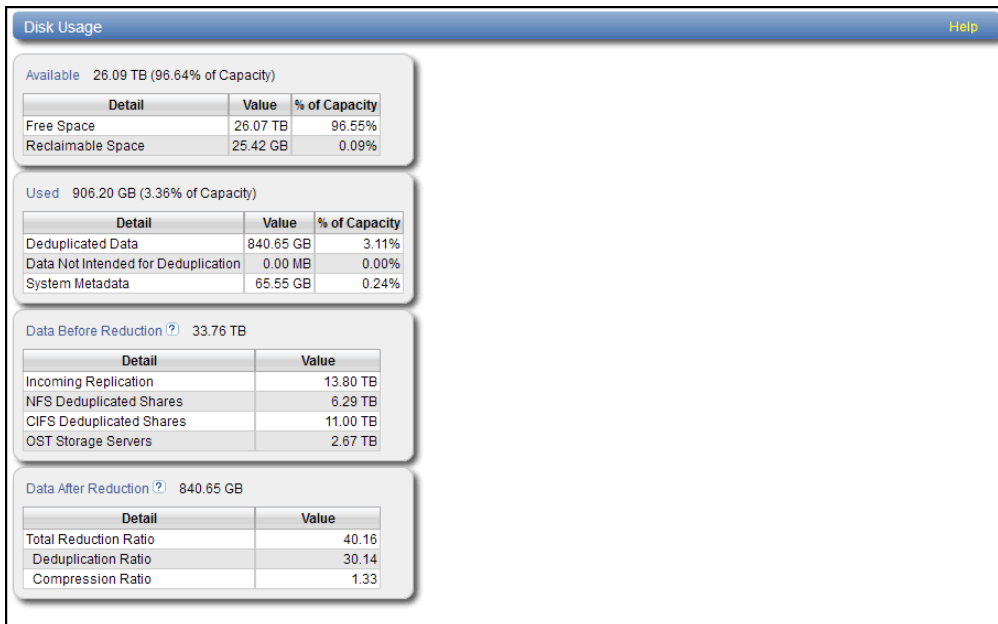 Disk Usage Help
Available 26.09 TB (96.64% of Capacity)
Detail Value % of Capacity
Free Space 26.07 TB 96.55%
Reclaimable Space 25.42 GB 0.09%
Used 906.20 GB (3.36% of Capacity)
Detail Value % of Capacity
Deduplicated Data 840.65 GB 3.11%
Data Not Intended for Deduplication 0.00 MB 0.00%
System Metadata 65.55 GB 0.24%
Data Before Reduction ? 33.76 TB
Detail Value
Incoming Replication 13.80 TB
NFS Deduplicated Shares 6.29 TB
CIFS Deduplicated Shares 11.00 TB
OST Storage Servers 2.67 TB
Data After Reduction ? 840.65 GB
Detail Value
Total Reduction Ratio 40.16
Deduplication Ratio 30.14
Compression Ratio 1.33